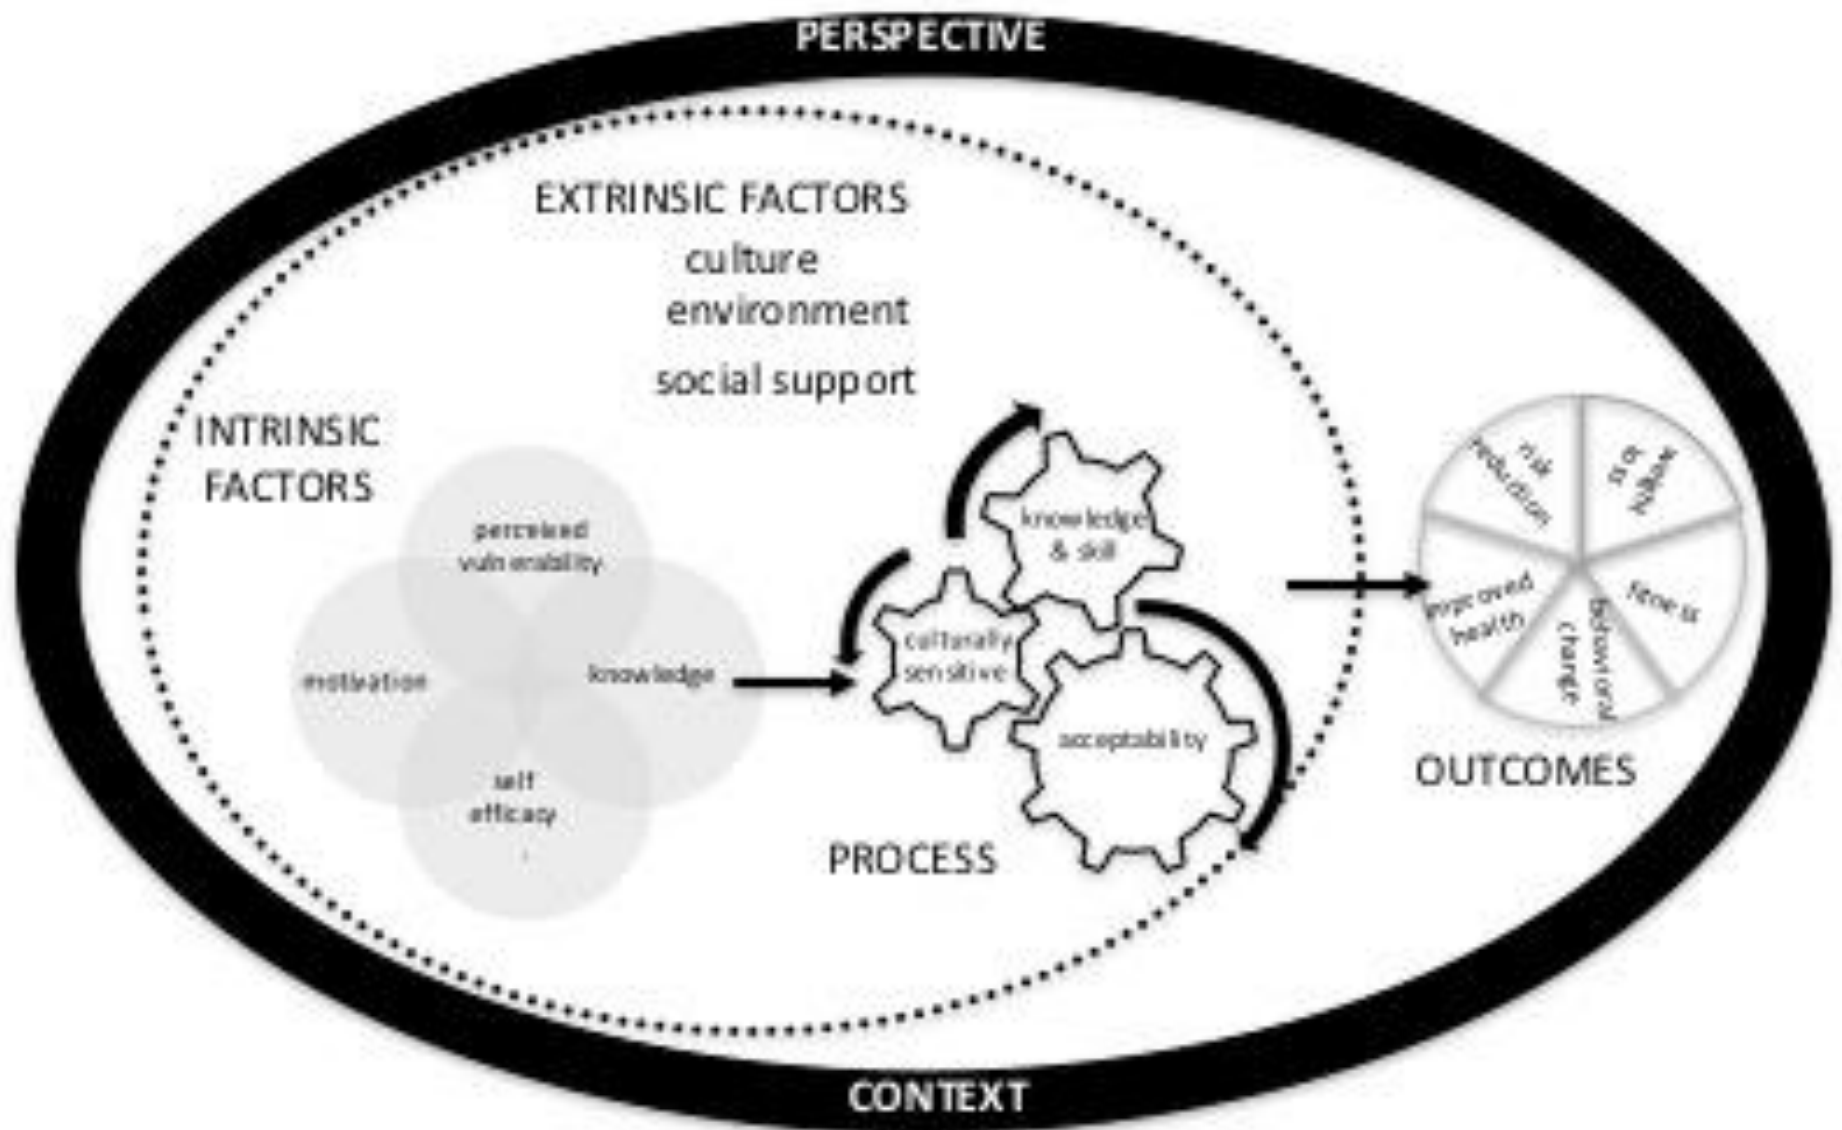 PERSPECTIVE
EXTRINSIC FACTORS
culture
environment
social support
INTRINSIC
FACTORS
perceived
vulnerability
motivation
knowledge
self
efficacy
knowledge
& skill
culturally
sensitive
acceptability
PROCESS
risk
reduction
weight
loss
improved
health
behavioral
change
fitness
OUTCOMES
CONTEXT